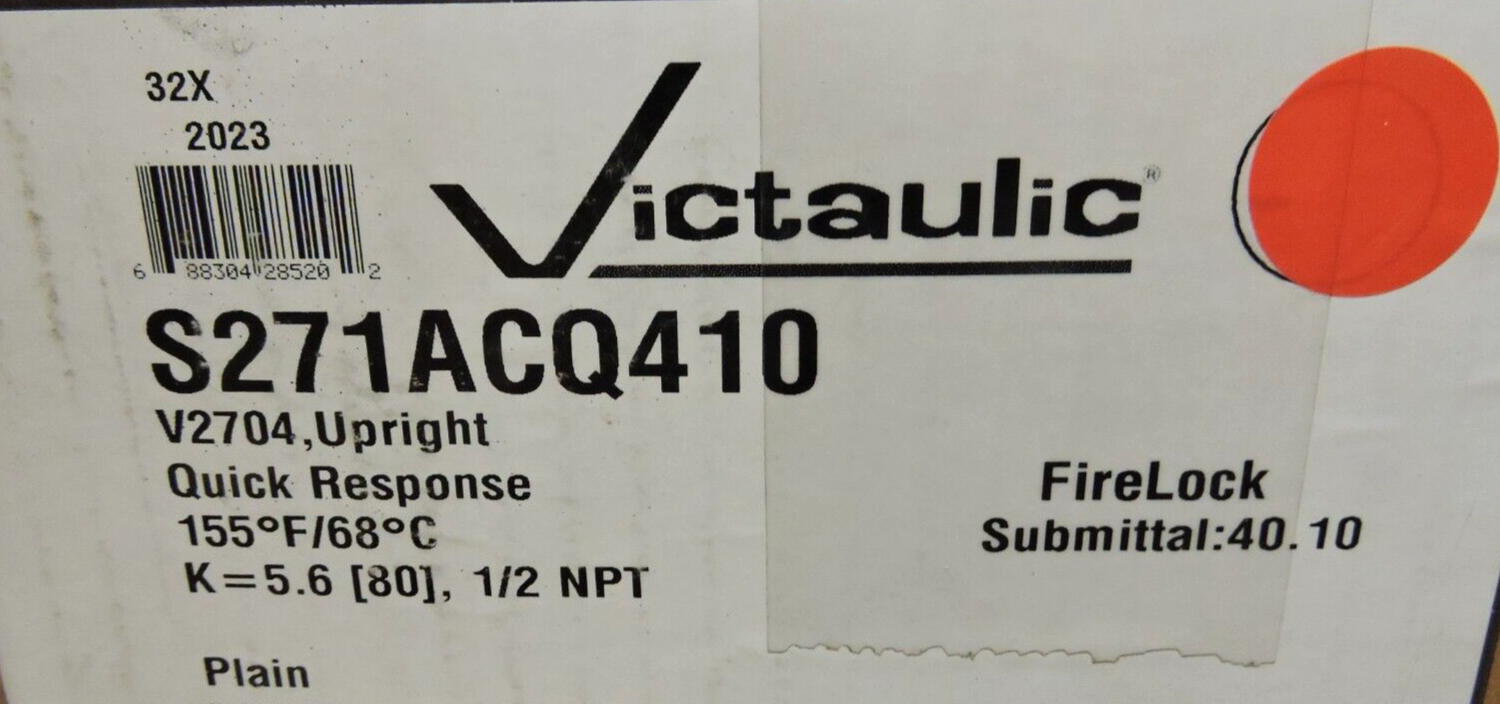 32X
2023
6 88304 28520 2
Victaulic®
S271ACQ410
V2704,Upright
Quick Response
155°F/68°C
K=5.6 [80], 1/2 NPT
FireLock
Submittal:40.10
Plain